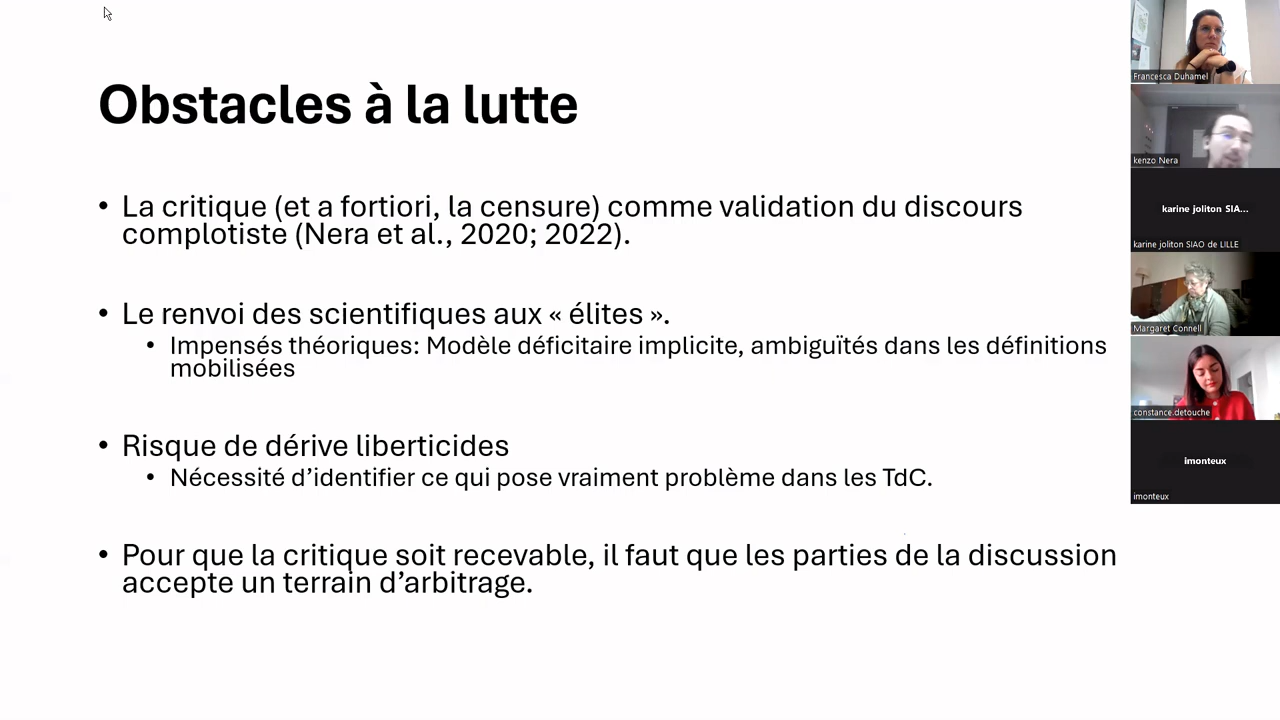 Obstacles à la lutte
• La critique (et a fortiori, la censure) comme validation du discours
complotiste (Nera et al., 2020; 2022).
• Le renvoi des scientifiques aux « élites ».
• Impensés théoriques: Modèle déficitaire implicite, ambiguïtés dans les définitions
mobilisées
• Risque de dérive liberticides
• Nécessité d’identifier ce qui pose vraiment problème dans les TdC.
• Pour que la critique soit recevable, il faut que les parties de la discussion
accepte un terrain d’arbitrage.
Francesca Duhamel
kenzo Nera
karine joliton SIA...
karine joliton SIAO de LILLE
Margaret Connell
constance.detouche
imonteux
imonteux